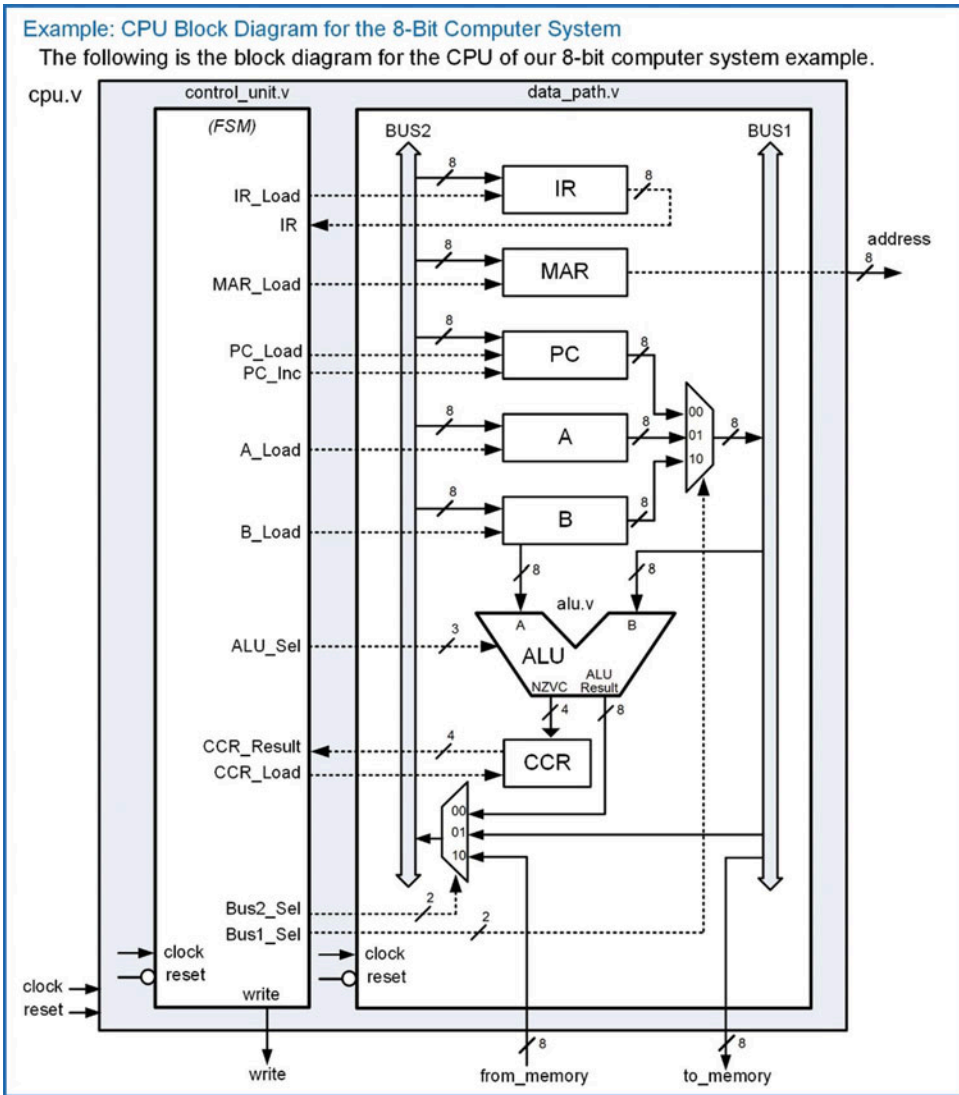 Example: CPU Block Diagram for the 8-Bit Computer System
The following is the block diagram for the CPU of our 8-bit computer system example.
cpu.v
control_unit.v
data_path.v
(FSM)
BUS2
BUS1
8
IR
8
IR_Load
IR
8
MAR
address
8
MAR_Load
8
PC
8
PC_Load
PC_Inc
00
01
10
8
8
A
8
A_Load
8
B
8
B_Load
8
8
alu.v
A
B
ALU_Sel
3
ALU
NZVC
ALU
Result
4
8
CCR_Result
4
CCR
CCR_Load
00
01
10
Bus2_Sel
2
Bus1_Sel
2
clock
clock
reset
reset
clock
reset
write
8
8
write
from_memory
to_memory